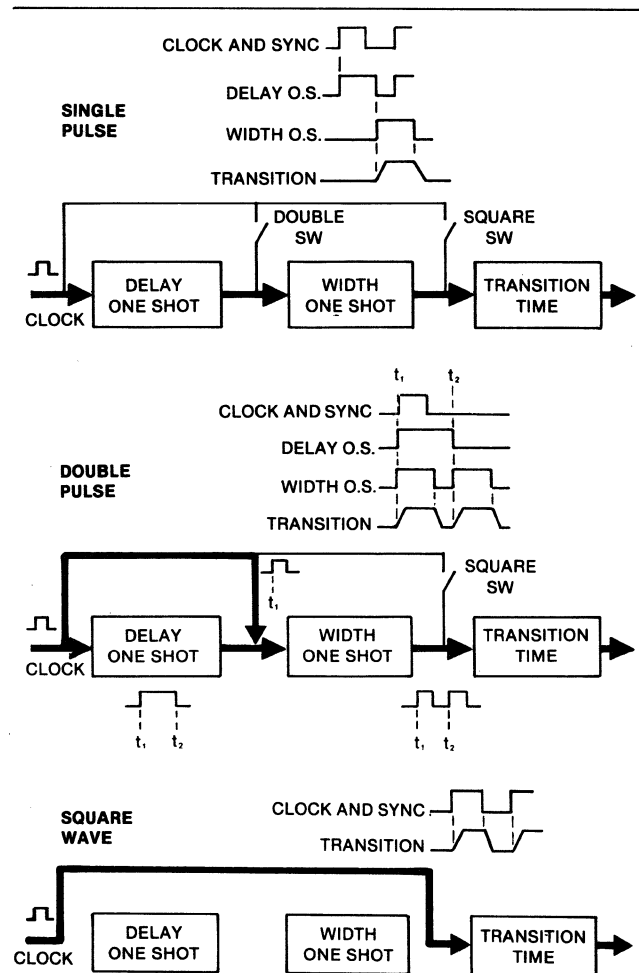 CLOCK AND SYNC
DELAY O.S.
SINGLE
PULSE
WIDTH O.S.
TRANSITION
DOUBLE
SW
SQUARE
SW
CLOCK
DELAY
ONE SHOT
WIDTH
ONE SHOT
TRANSITION
TIME
t₁ t₂
CLOCK AND SYNC
DELAY O.S.
DOUBLE
PULSE
WIDTH O.S.
TRANSITION
t₁
SQUARE
SW
CLOCK
DELAY
ONE SHOT
WIDTH
ONE SHOT
TRANSITION
TIME
t₁ t₂
t₁ t₂
SQUARE
WAVE
CLOCK AND SYNC
TRANSITION
CLOCK
DELAY
ONE SHOT
WIDTH
ONE SHOT
TRANSITION
TIME